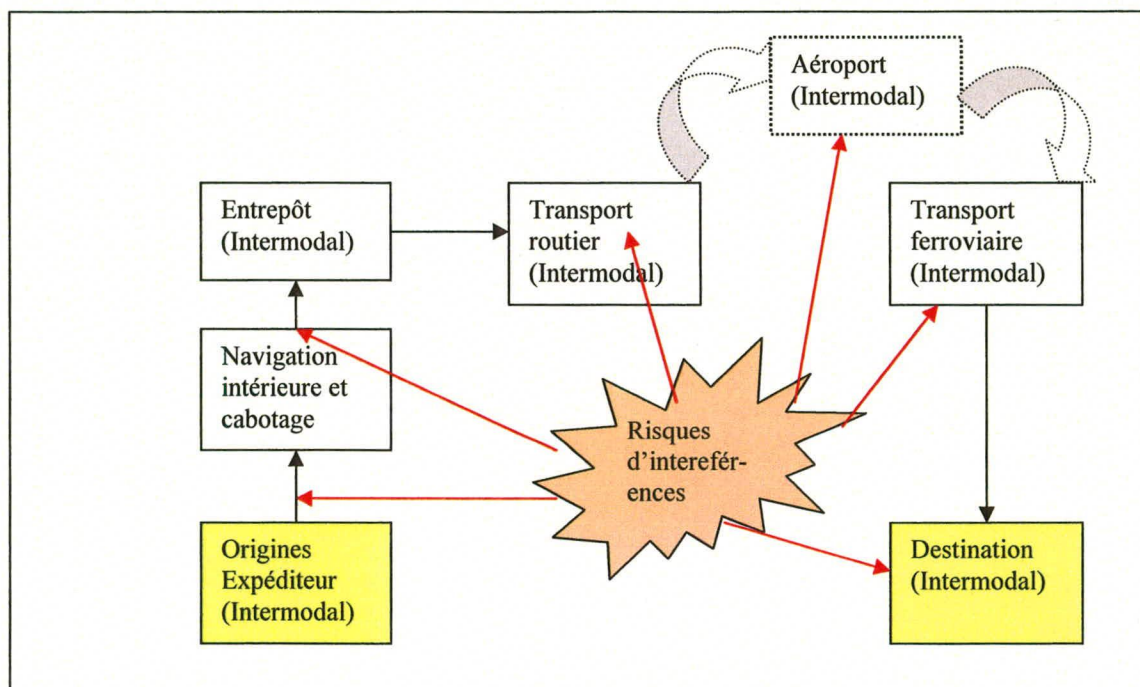 Aéroport
(Intermodal)
Entrepôt
(Intermodal)
Transport
routier
(Intermodal)
Transport
ferroviaire
(Intermodal)
Navigation
intérieure et
cabotage
Risques
d'interefér-
ences
Origines
Expéditeur
(Intermodal)
Destination
(Intermodal)